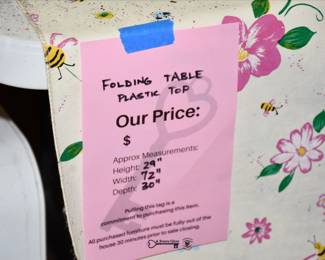 FOLDING TABLE
PLASTIC TOP
Our Price:
$
Approx Measurements:
Height: 29"
Width: 72"
Depth: 30"
Pulling this tag is a
commitment to purchasing this item.
All purchased furniture must be fully out of the
house 30 minutes prior to sale closing.